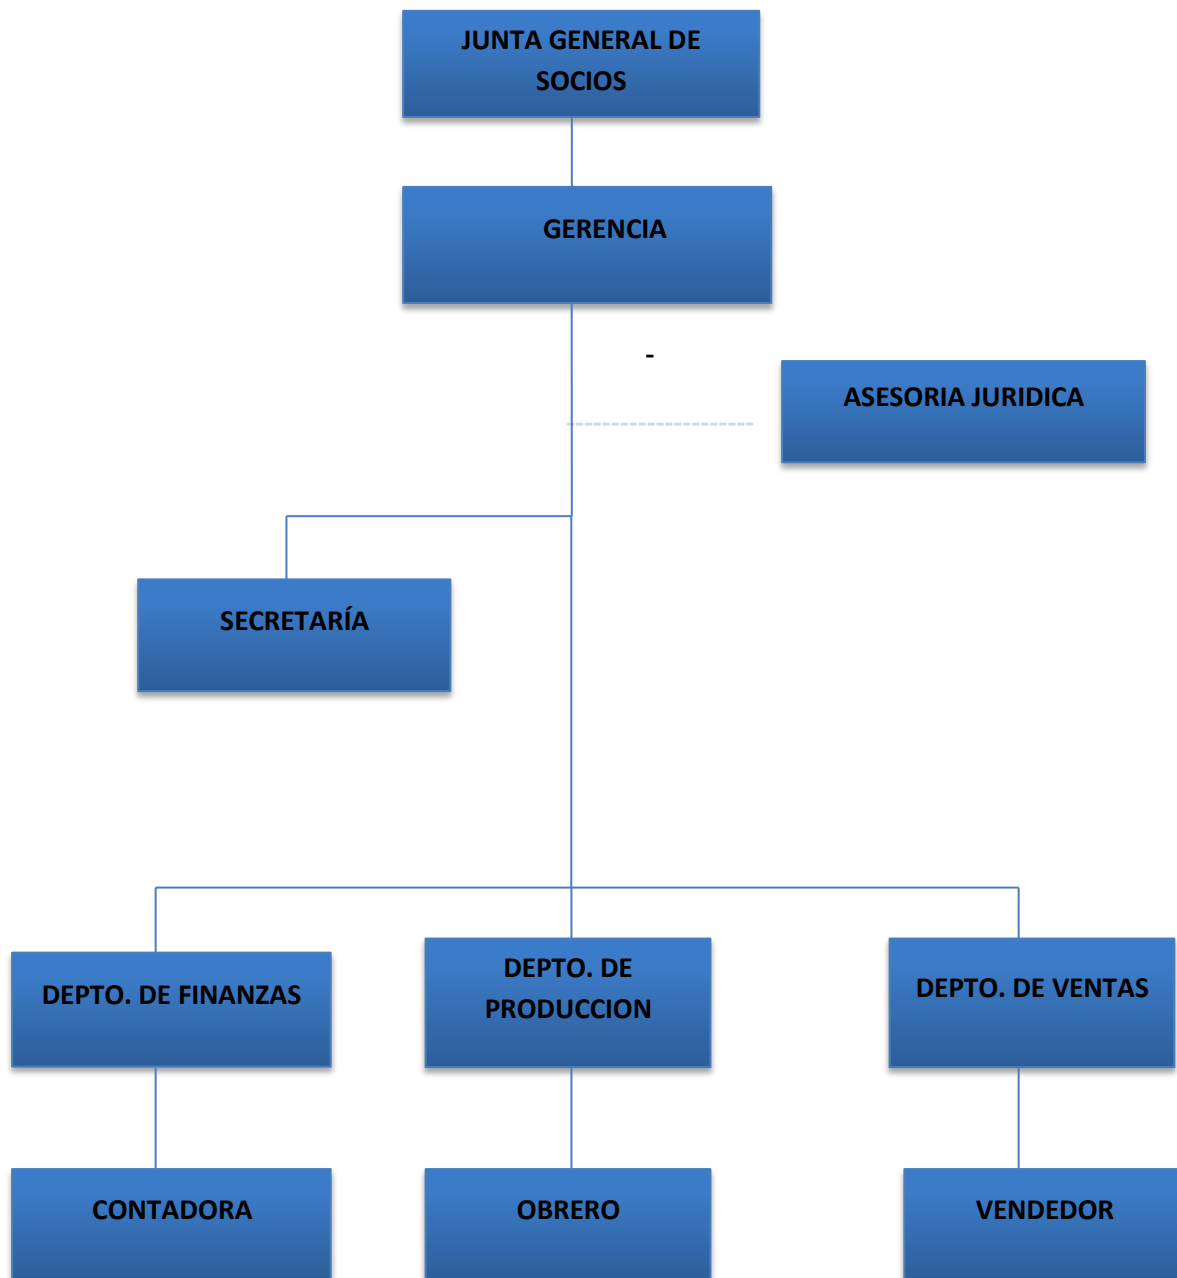 JUNTA GENERAL DE
SOCIOS
GERENCIA
-
ASESORIA JURIDICA
SECRETARÍA
DEPTO. DE FINANZAS
DEPTO. DE
PRODUCCION
DEPTO. DE VENTAS
CONTADORA
OBRERO
VENDEDOR